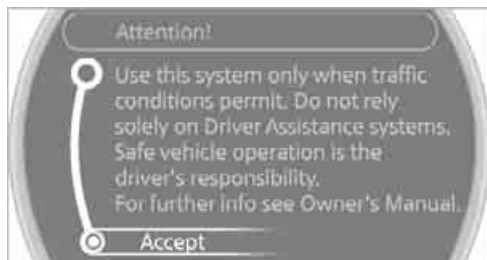 Attention!
Use this system only when traffic
conditions permit. Do not rely
solely on Driver Assistance systems.
Safe vehicle operation is the
driver's responsibility.
For further info see Owner's Manual.
Accept